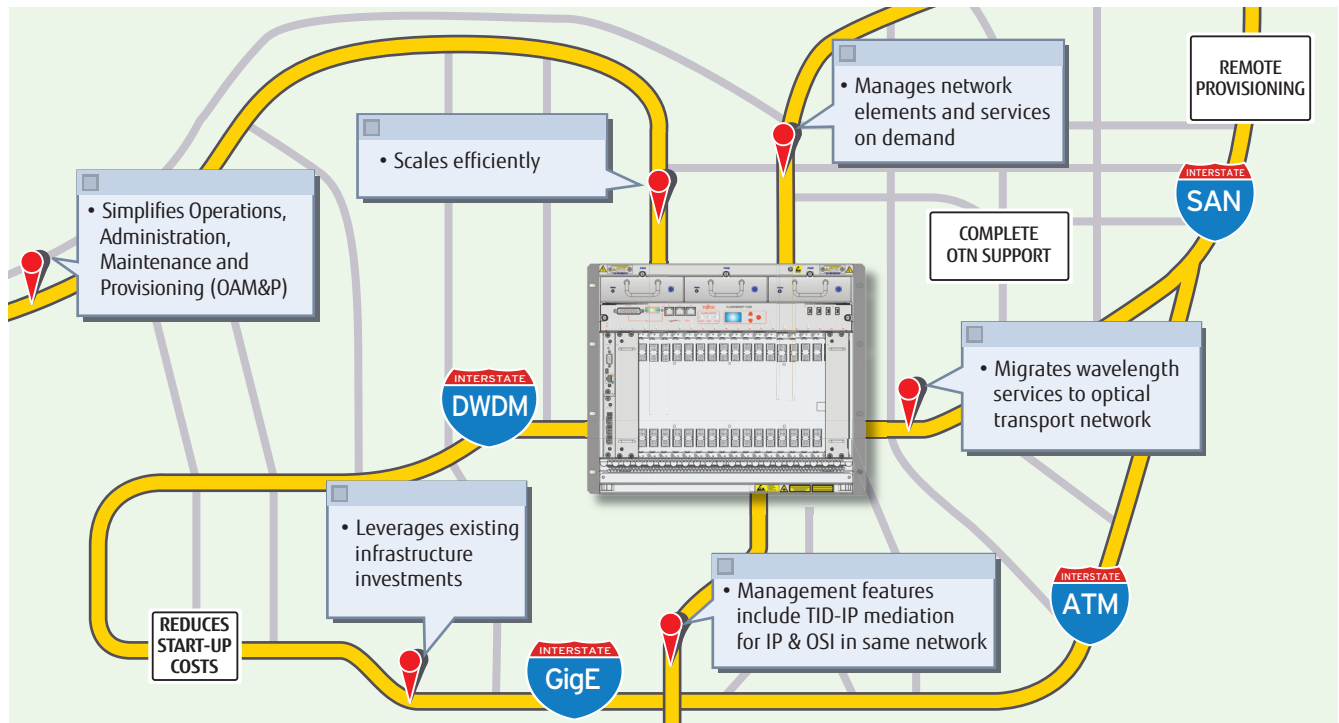 REMOTE
PROVISIONING
• Manages network
elements and services
on demand
• Scales efficiently
• Simplifies Operations,
Administration,
Maintenance and
Provisioning (OAM&P)
INTERSTATE
SAN
COMPLETE
OTN SUPPORT
• Migrates wavelength
services to optical
transport network
INTERSTATE
DWDM
• Leverages existing
infrastructure
investments
• Management features
include TID-IP mediation
for IP & OSI in same network
INTERSTATE
ATM
REDUCES
START-UP
COSTS
INTERSTATE
GigE